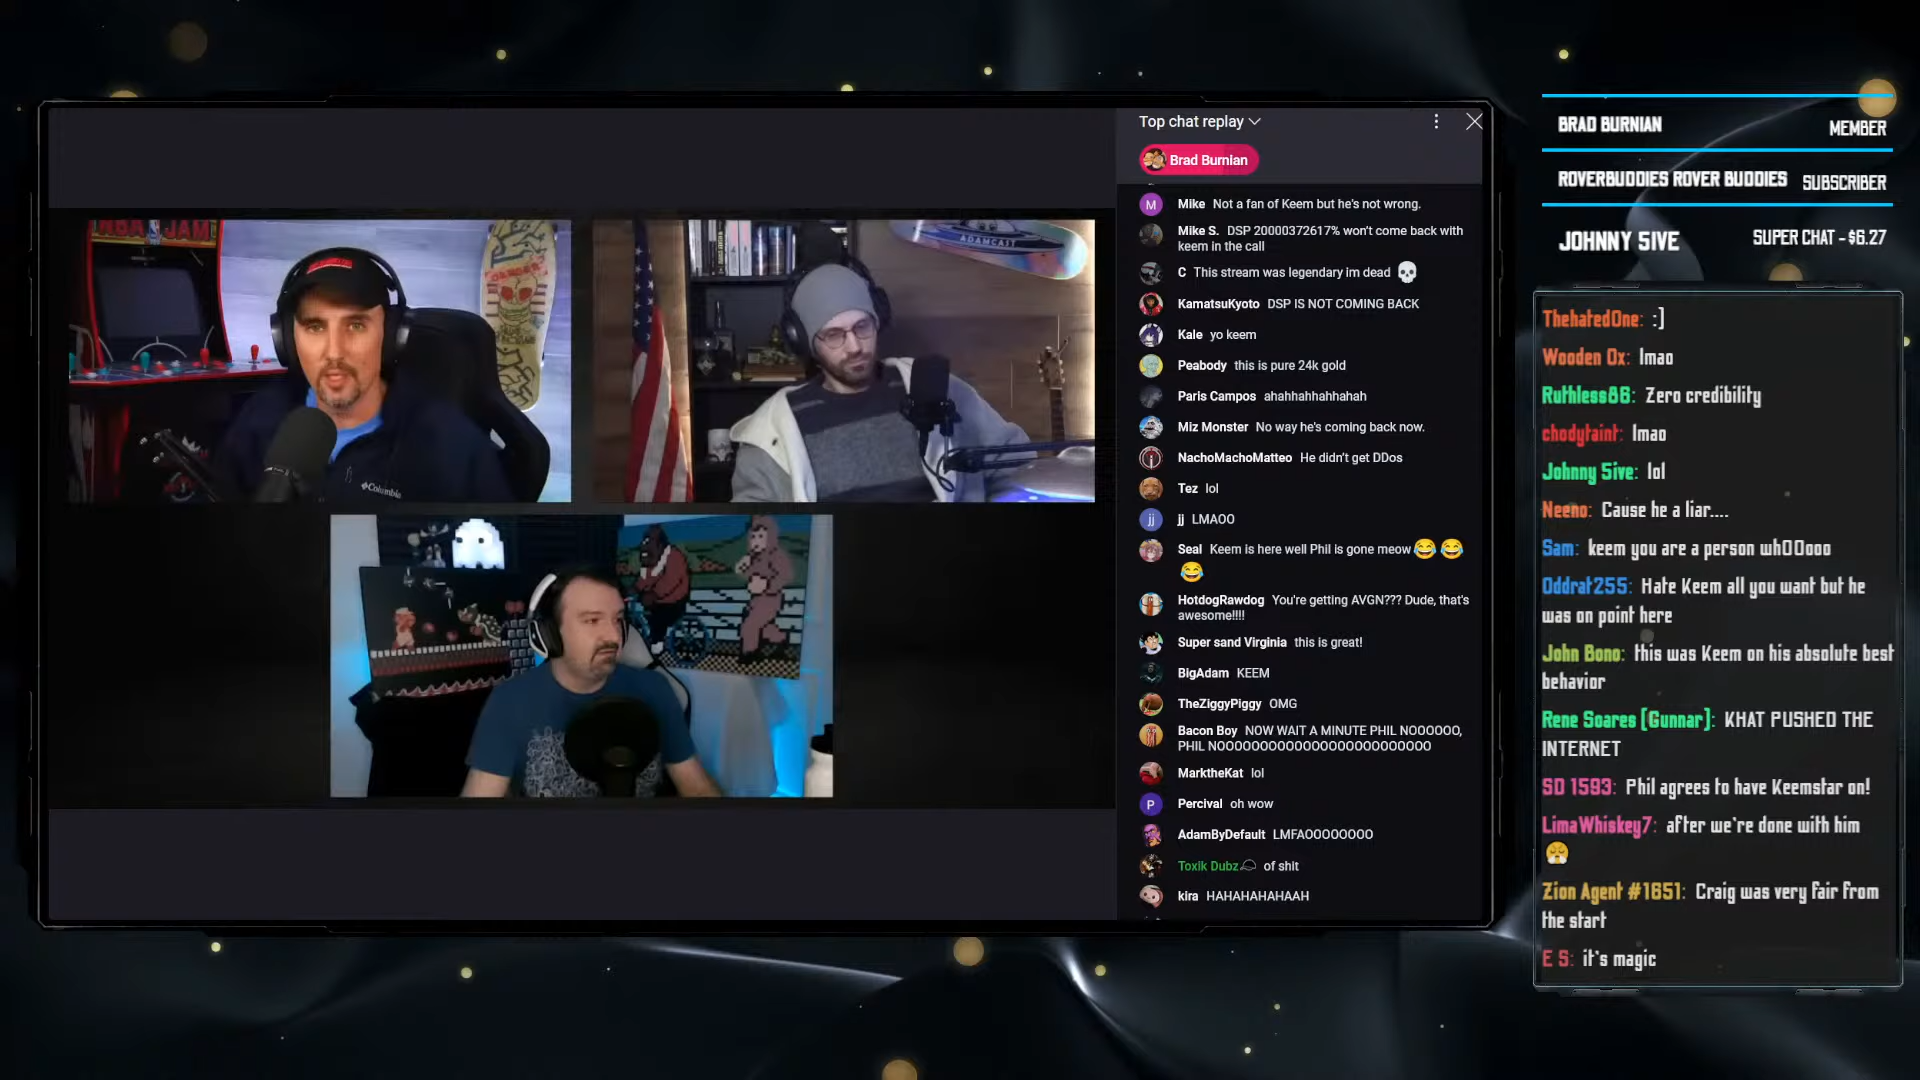 NBA JAM
DANGER?
ADAMCAST
Columbia
Top chat replay
Brad Burnian
M Mike Not a fan of Keem but he's not wrong.
Mike S. DSP 20000372617% won't come back with
keem in the call
C This stream was legendary im dead 💀
KamatsuKyoto DSP IS NOT COMING BACK
Kale yo keem
Peabody this is pure 24k gold
Paris Campos ahahhahhahhahah
Miz Monster No way he's coming back now.
NachoMachoMatteo He didn't get DDos
Tez lol
jj jj LMAOO
Seal Keem is here well Phil is gone meow 😂 😂
😂
HotdogRawdog You're getting AVGN??? Dude, that's
awesome!!!!
Super sand Virginia this is great!
BigAdam KEEM
TheZiggyPiggy OMG
Bacon Boy NOW WAIT A MINUTE PHIL NOOOOOO,
PHIL NOOOOOOOOOOOOOOOOOOOOOOOOO
MarktheKat lol
P Percival oh wow
AdamByDefault LMFAOOOOOOOO
Toxik Dubz of shit
kira HAHAHAHAHAAH
BRAD BURNIAN MEMBER
ROVERBUDDIES ROVER BUDDIES SUBSCRIBER
JOHNNY 5IVE SUPER CHAT - $6.27
ThehatedOne: :]
Wooden Ox: lmao
Ruthless86: Zero credibility
chodytaint: lmao
Johnny 5ive: lol
Neeno: Cause he a liar....
Sam: keem you are a person whOOooo
Oddrat255: Hate Keem all you want but he
was on point here
John Bono: this was Keem on his absolute best
behavior
Rene Soares (Gunnar): KHAT PUSHED THE
INTERNET
SD 1593: Phil agrees to have Keemstar on!
LimaWhiskey7: after we're done with him
😤
Zion Agent #1651: Craig was very fair from
the start
E S: it's magic